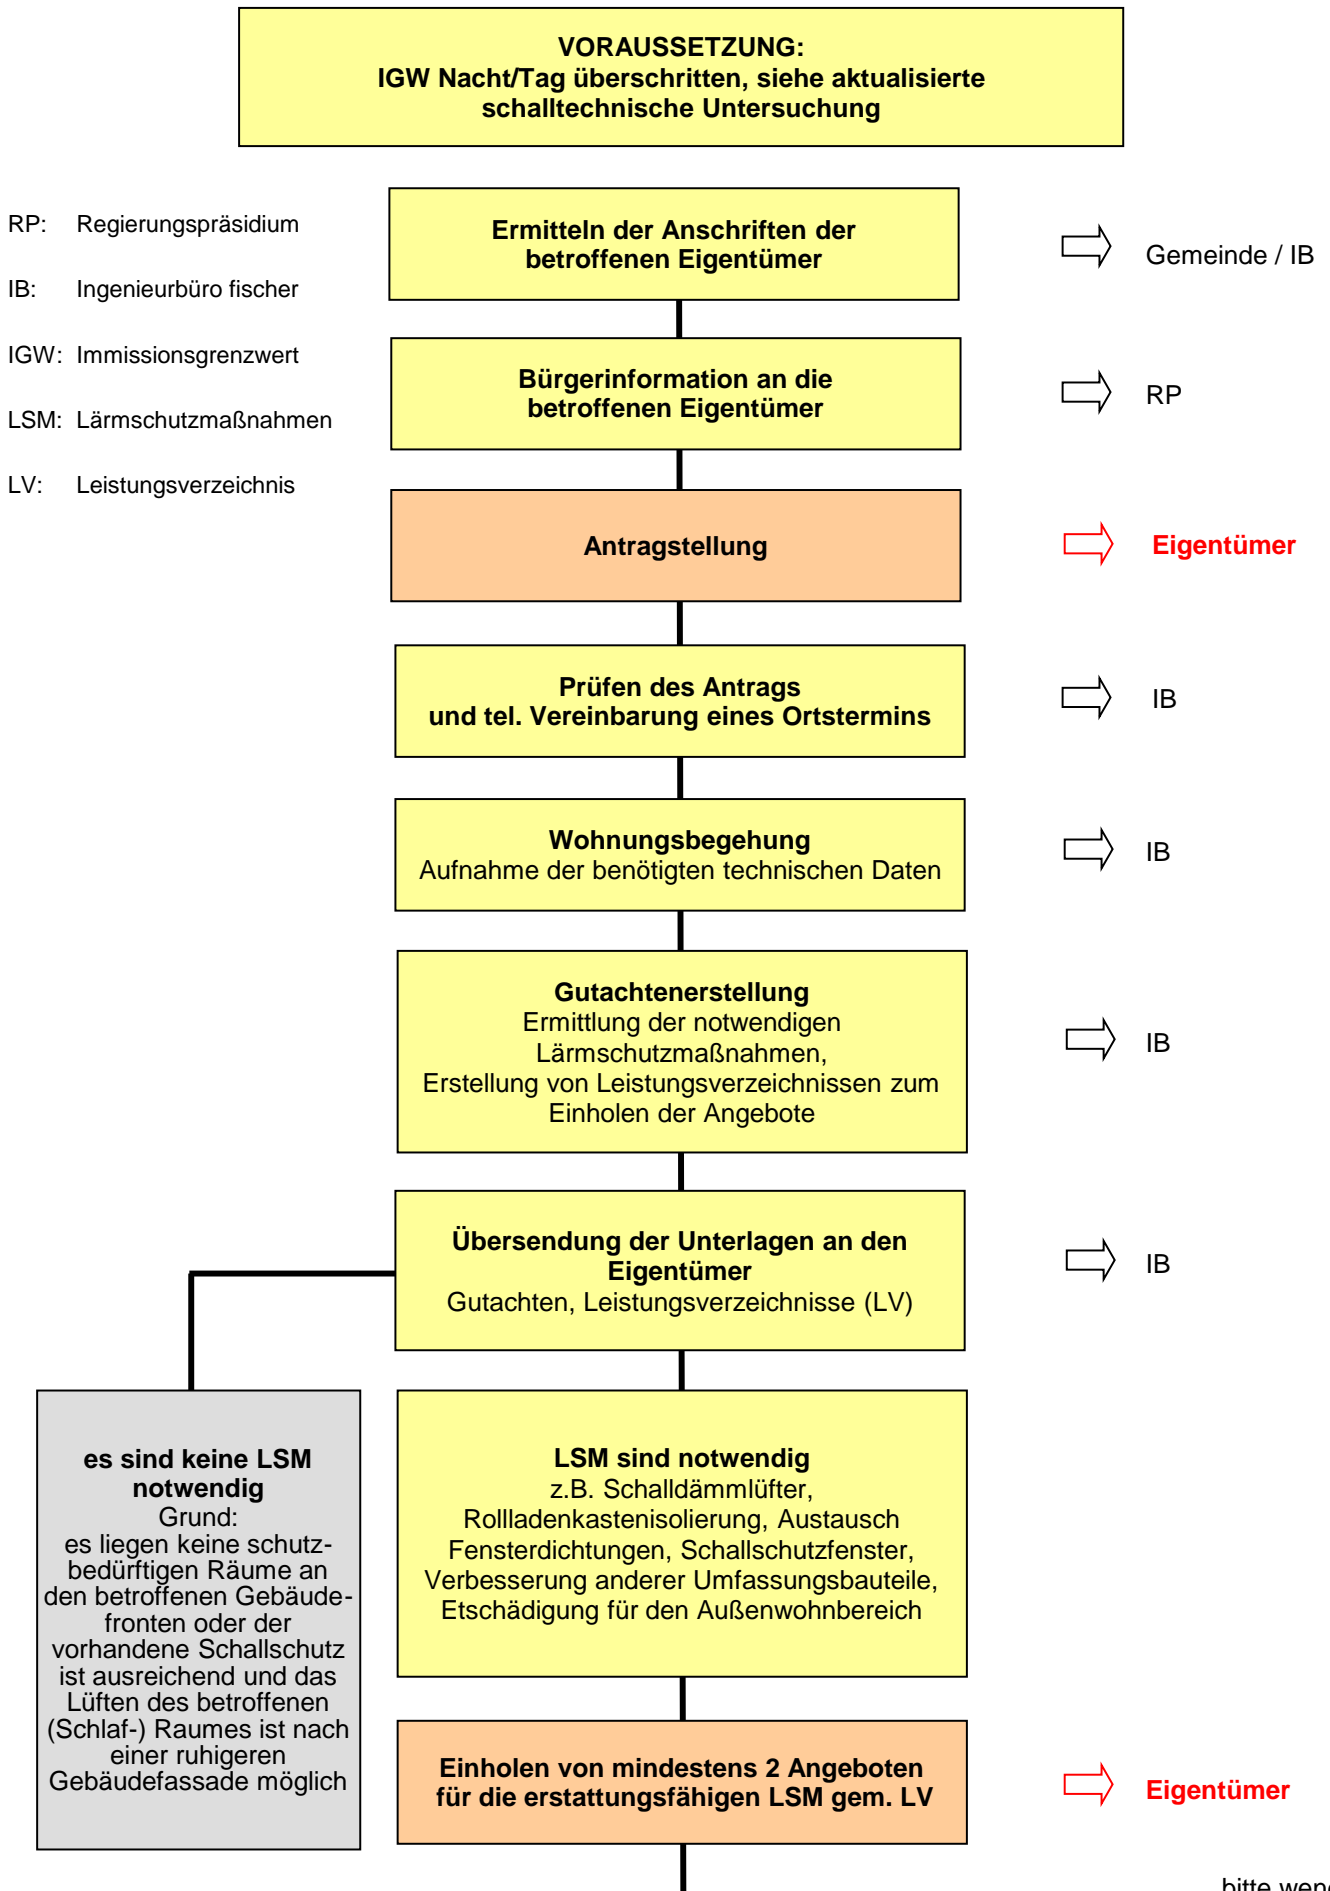 VORAUSSETZUNG:
IGW Nacht/Tag überschritten, siehe aktualisierte
schalltechnische Untersuchung
RP: Regierungspräsidium
IB: Ingenieurbüro fischer
IGW: Immissionsgrenzwert
LSM: Lärmschutzmaßnahmen
LV: Leistungsverzeichnis
Ermitteln der Anschriften der
betroffenen Eigentümer
Gemeinde / IB
Bürgerinformation an die
betroffenen Eigentümer
RP
Antragstellung
Eigentümer
Prüfen des Antrags
und tel. Vereinbarung eines Ortstermins
IB
Wohnungsbegehung
Aufnahme der benötigten technischen Daten
IB
Gutachtenerstellung
Ermittlung der notwendigen
Lärmschutzmaßnahmen,
Erstellung von Leistungsverzeichnissen zum
Einholen der Angebote
IB
Übersendung der Unterlagen an den
Eigentümer
Gutachten, Leistungsverzeichnisse (LV)
IB
es sind keine LSM
notwendig
Grund:
es liegen keine schutz-
bedürftigen Räume an
den betroffenen Gebäude-
fronten oder der
vorhandene Schallschutz
ist ausreichend und das
Lüften des betroffenen
(Schlaf-) Raumes ist nach
einer ruhigeren
Gebäudefassade möglich
LSM sind notwendig
z.B. Schalldämmlüfter,
Rollladenkastenisolierung, Austausch
Fensterdichtungen, Schallschutzfenster,
Verbesserung anderer Umfassungsbauteile,
Etschädigung für den Außenwohnbereich
Einholen von mindestens 2 Angeboten
für die erstattungsfähigen LSM gem. LV
Eigentümer
bitte